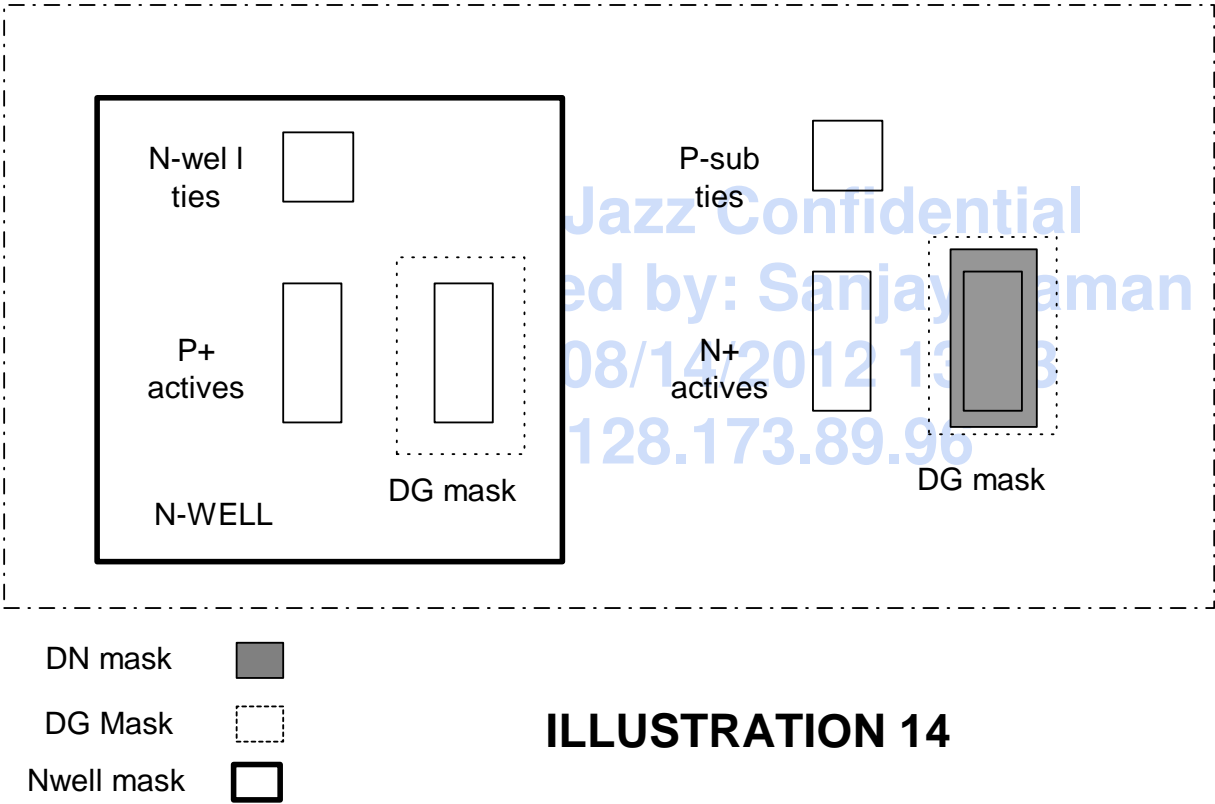 N-wel l
ties
P-sub
ties
Jazz Confidential
ed by: Sanjay aman
P+
actives
N+
actives
08/14/2012 13
128.173.89.96
DG mask
DG mask
N-WELL
DN mask
DG Mask
Nwell mask
ILLUSTRATION 14